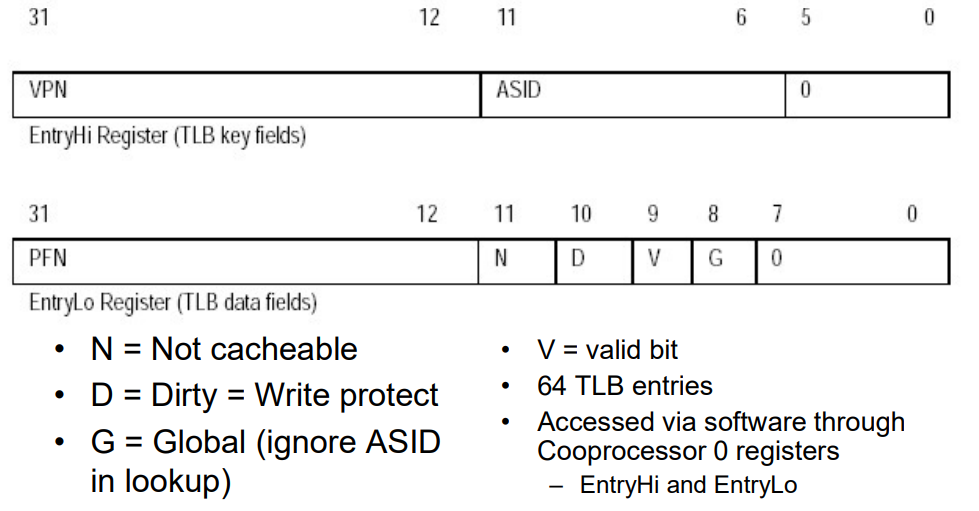 31 12 11 6 5 0
VPN ASID 0
EntryHi Register (TLB key fields)
31 12 11 10 9 8 7 0
PFN N D V G 0
EntryLo Register (TLB data fields)
• N = Not cacheable
• D = Dirty = Write protect
• G = Global (ignore ASID
in lookup)
• V = valid bit
• 64 TLB entries
• Accessed via software through
Cooprocessor 0 registers
– EntryHi and EntryLo